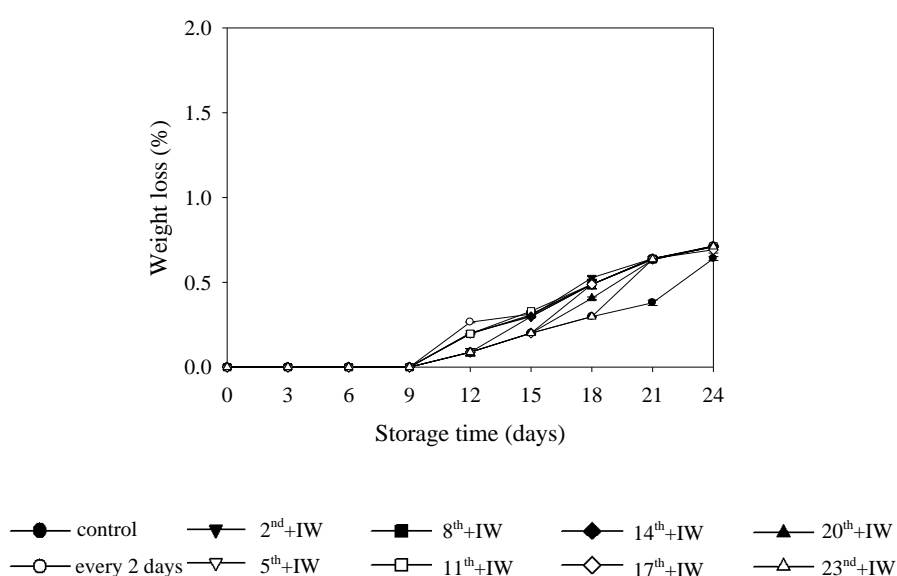 2.0
1.5
1.0
0.5
0.0
Weight loss (%)
0 3 6 9 12 15 18 21 24
Storage time (days)
control 2nd+IW 8th+IW 14th+IW 20th+IW
every 2 days 5th+IW 11th+IW 17th+IW 23nd+IW